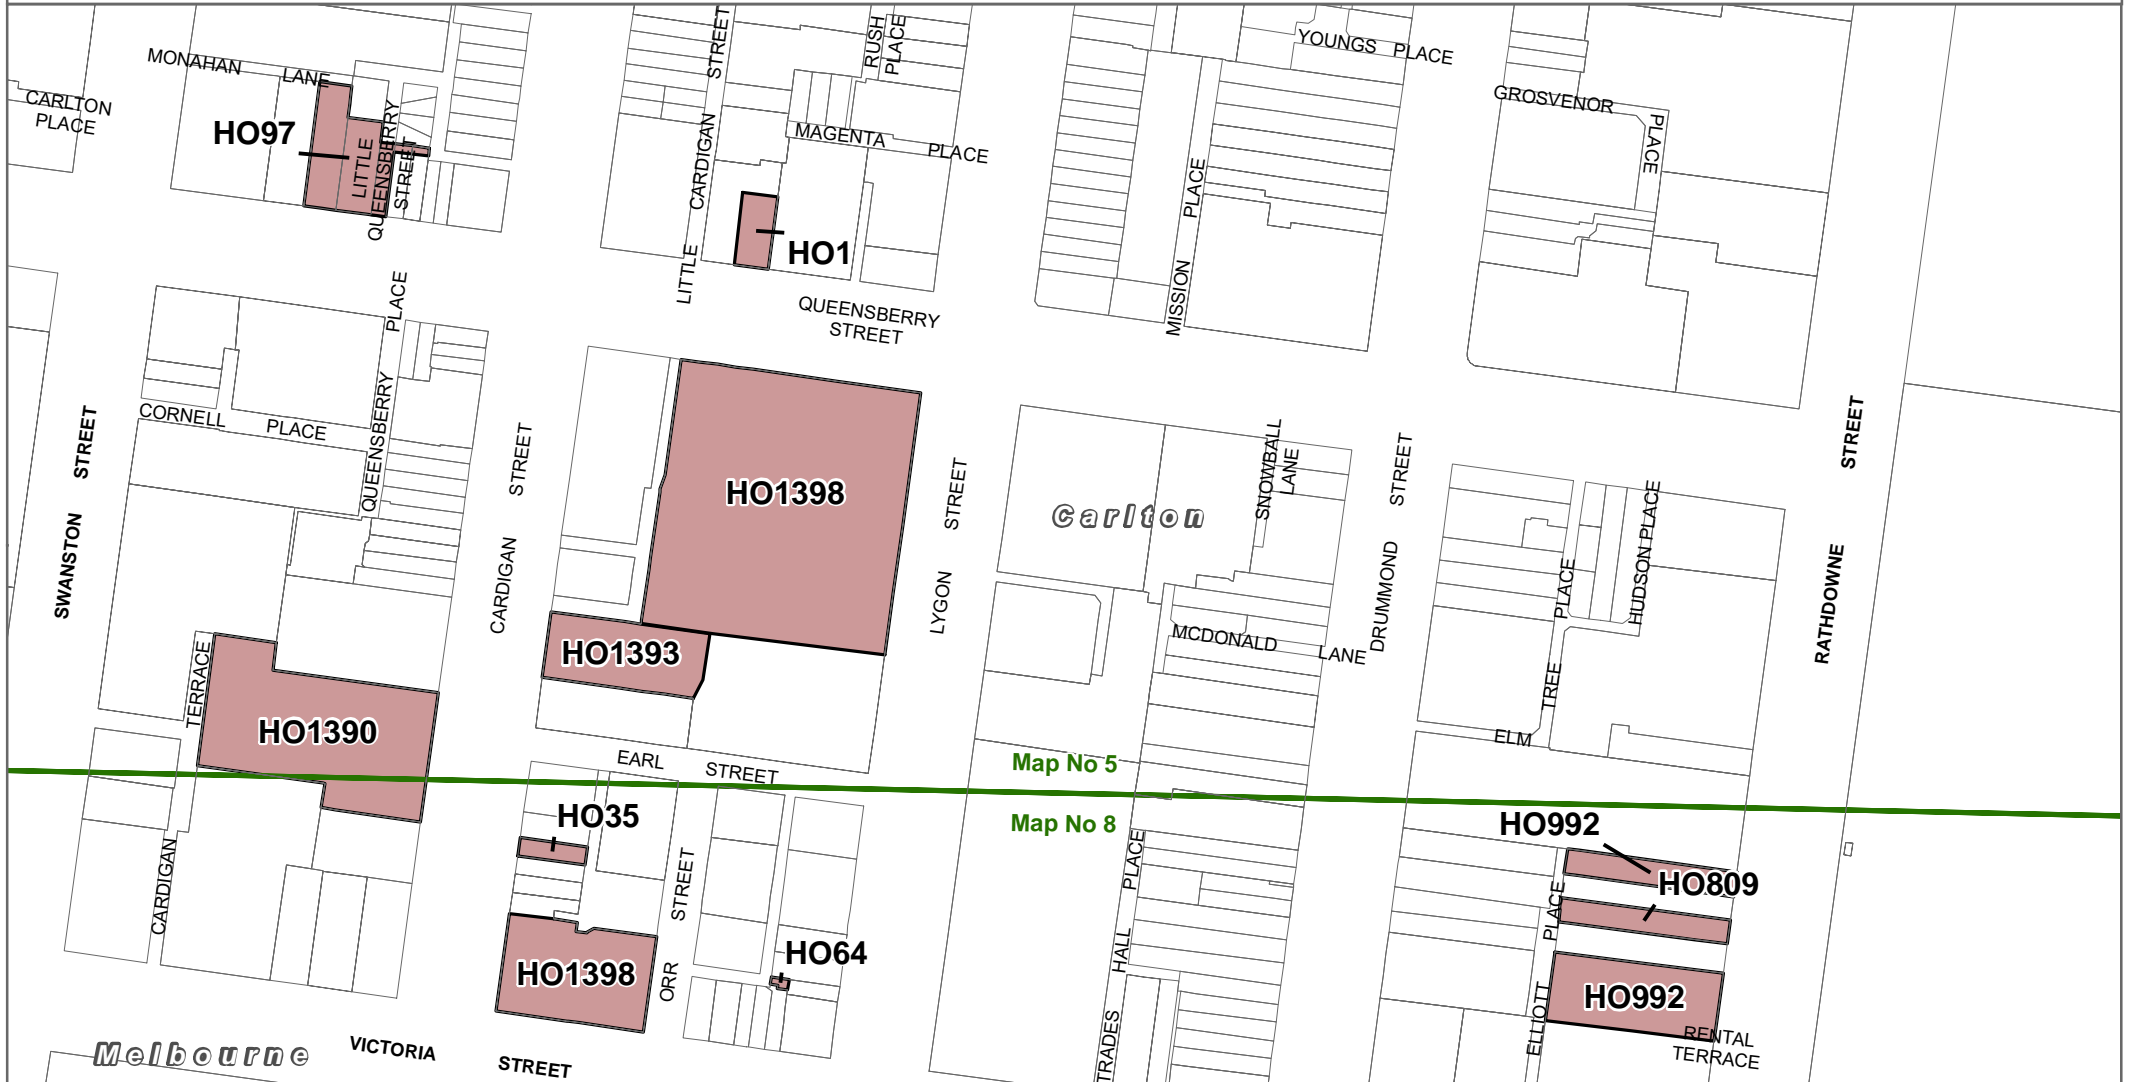 MONAHAN LANE
CARLTON
PLACE
HO97
LITTLE
QUEENSBERRY
STREET
LITTLE CARDIGAN STREET
RUSH
PLACE
MAGENTA PLACE
HO1
QUEENSBERRY
STREET
YOUNGS PLACE
MISSION PLACE
GROSVENOR PLACE
SWANSTON STREET
CORNELL PLACE
QUEENSBERRY PLACE
CARDIGAN STREET
HO1398
LYGON STREET
Carlton
SNOWBALL
LANE
DRUMMOND STREET
HUDSON PLACE
RATHDOWNE STREET
HO1393
MCDONALD LANE
ELM TREE PLACE
CARDIGAN TERRACE
HO1390
EARL STREET
Map No 5
Map No 8
HO35
HO992
HO809
HO1398
ORR STREET
HO64
TRADES HALL PLACE
ELLIOTT PLACE
HO992
RENTAL
TERRACE
Melbourne
VICTORIA STREET